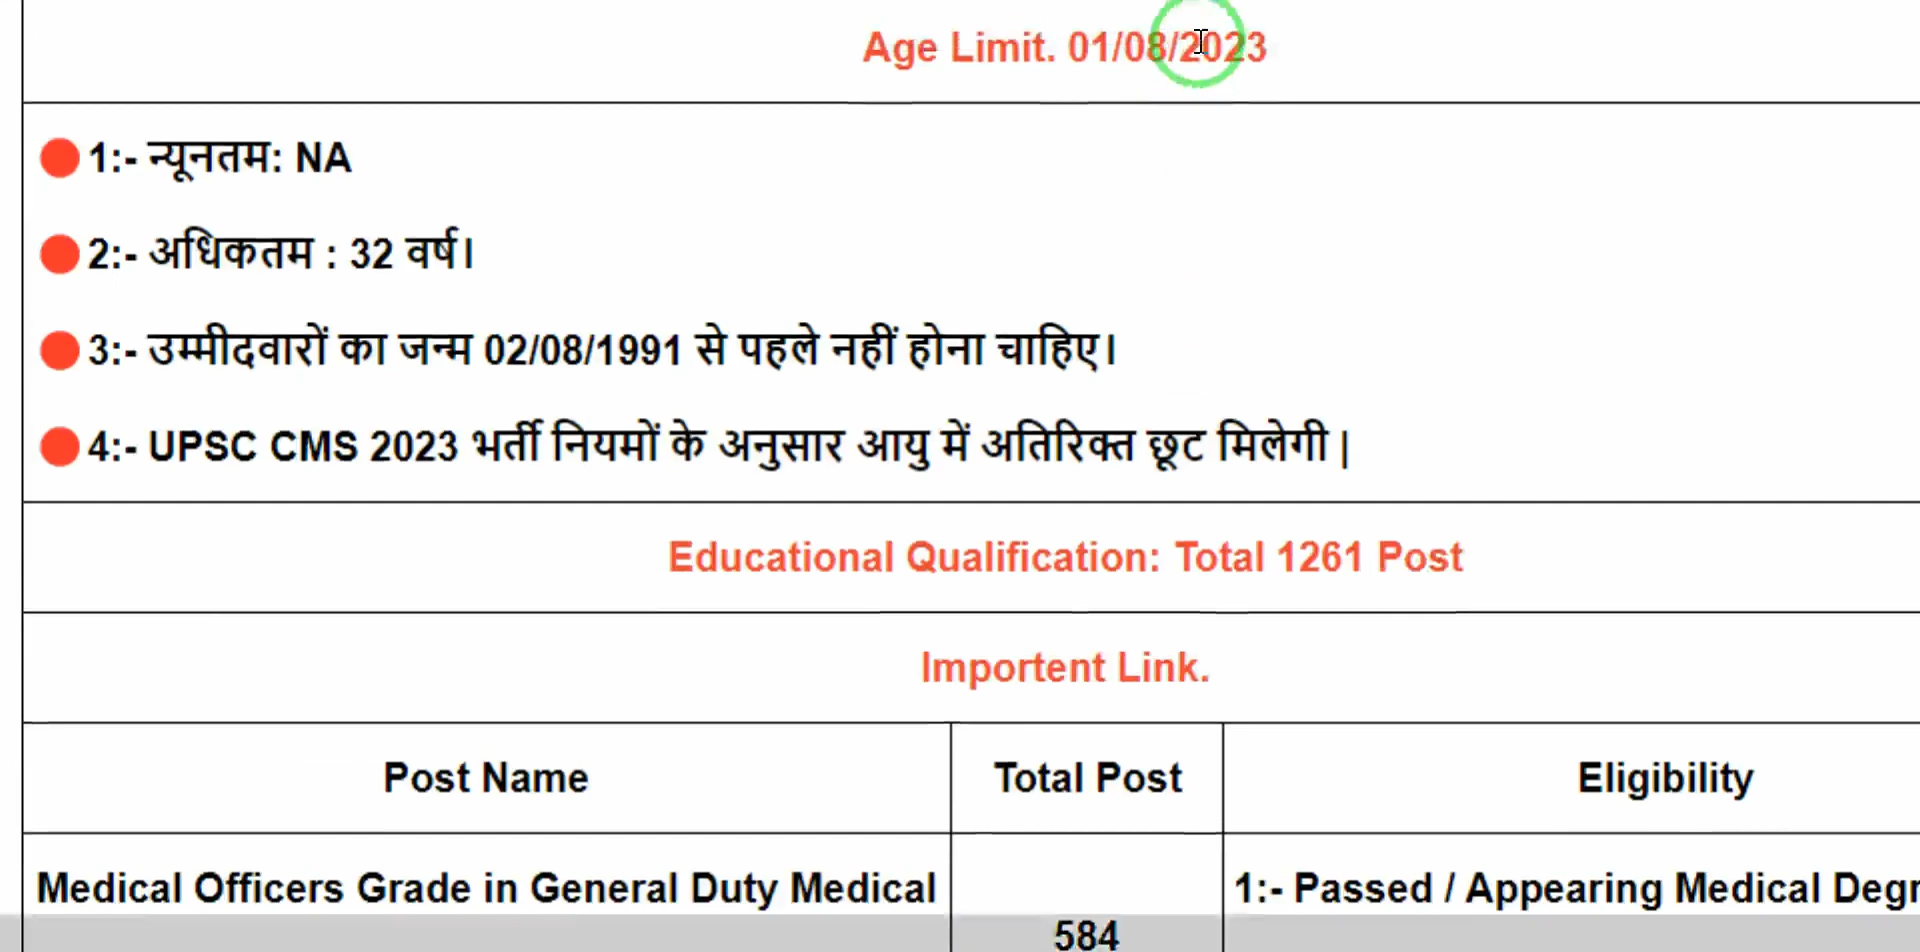 Age Limit. 01/08/2023
1:- न्यूनतम: NA
2:- अधिकतम : 32 वर्ष।
3:- उम्मीदवारों का जन्म 02/08/1991 से पहले नहीं होना चाहिए।
4:- UPSC CMS 2023 भर्ती नियमों के अनुसार आयु में अतिरिक्त छूट मिलेगी |
Educational Qualification: Total 1261 Post
Importent Link.
Post Name Total Post Eligibility
Medical Officers Grade in General Duty Medical 1:- Passed / Appearing Medical Degr
584